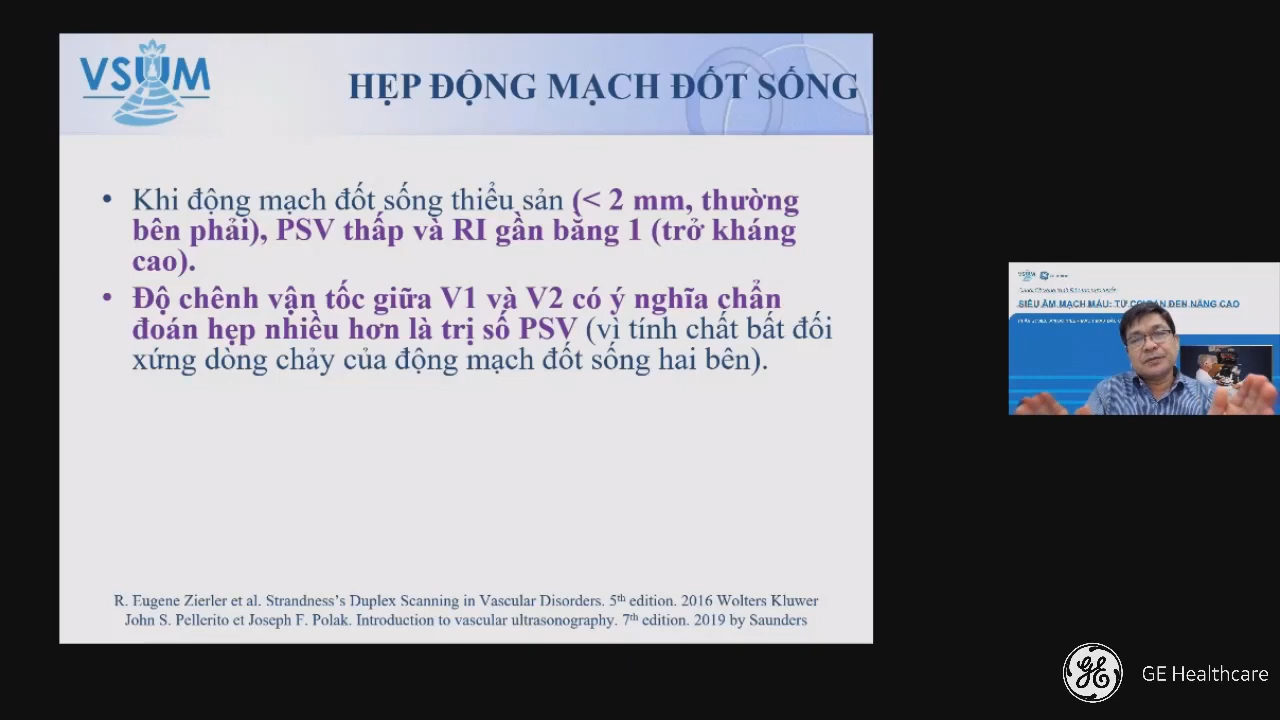 VSUM
HẸP ĐỘNG MẠCH ĐỐT SỐNG
• Khi động mạch đốt sống thiểu sản (< 2 mm, thường
bên phải), PSV thấp và RI gần bằng 1 (trở kháng
cao).
• Độ chênh vận tốc giữa V1 và V2 có ý nghĩa chẩn
đoán hẹp nhiều hơn là trị số PSV (vì tính chất bất đối
xứng dòng chảy của động mạch đốt sống hai bên).
R. Eugene Zierler et al. Strandness's Duplex Scanning in Vascular Disorders. 5th edition. 2016 Wolters Kluwer
John S. Pellerito et Joseph F. Polak. Introduction to vascular ultrasonography. 7th edition. 2019 by Saunders
SIÊU ÂM MẠCH MÁU: TỪ CƠ BẢN ĐẾN NÂNG CAO
GE Healthcare